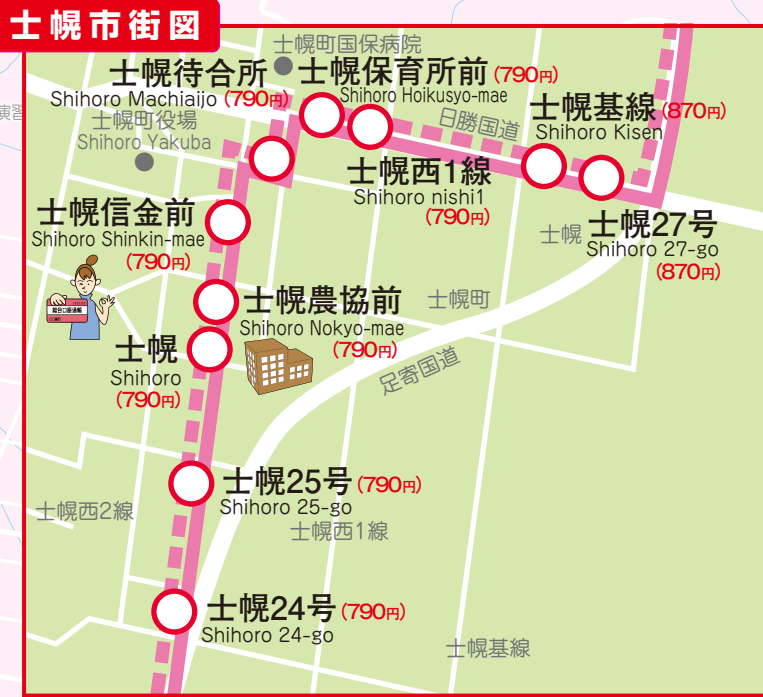 士幌市街図
士幌町国保病院
士幌待合所
Shihoro Machiaijo (790円)
士幌保育所前 (790円)
Shihoro Hoikusyo-mae
演習
士幌町役場
Shihoro Yakuba
日勝国道
士幌基線 (870円)
Shihoro Kisen
士幌西1線
Shihoro nishi1
(790円)
士幌信金前
Shihoro Shinkin-mae
(790円)
士幌
士幌27号
Shihoro 27-go
(870円)
総合口座通帳
士幌農協前
Shihoro Nokyo-mae
(790円)
士幌町
士幌
Shihoro
(790円)
足寄国道
士幌25号 (790円)
Shihoro 25-go
士幌西2線
士幌西1線
士幌24号 (790円)
Shihoro 24-go
士幌基線